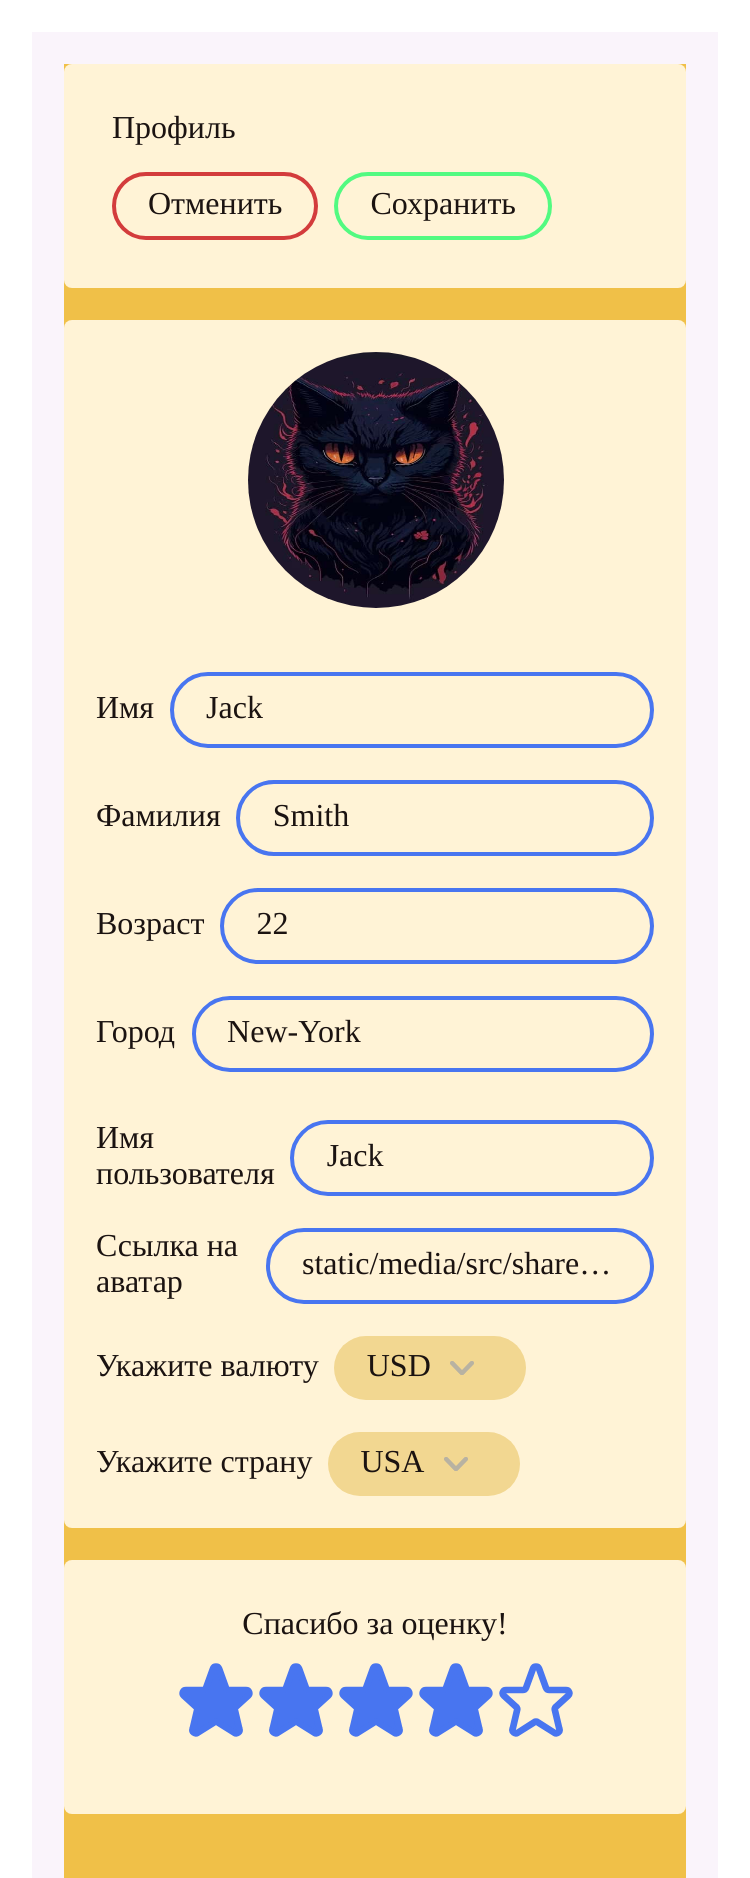 Профиль
Отменить Сохранить
Имя Jack
Фамилия Smith
Возраст 22
Город New-York
Имя
пользователя Jack
Ссылка на
аватар static/media/src/share…
Укажите валюту USD
Укажите страну USA
Спасибо за оценку!